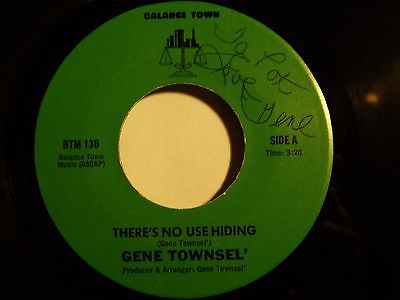 BALANCE TOWN
To Pat
Love Gene
BTM 138
Balance Town
Music (ASCAP)
SIDE A
Time: 3:20
THERE'S NO USE HIDING
(Gene Townsel')
GENE TOWNSEL'
Producer & Arranger: Gene Townsel'